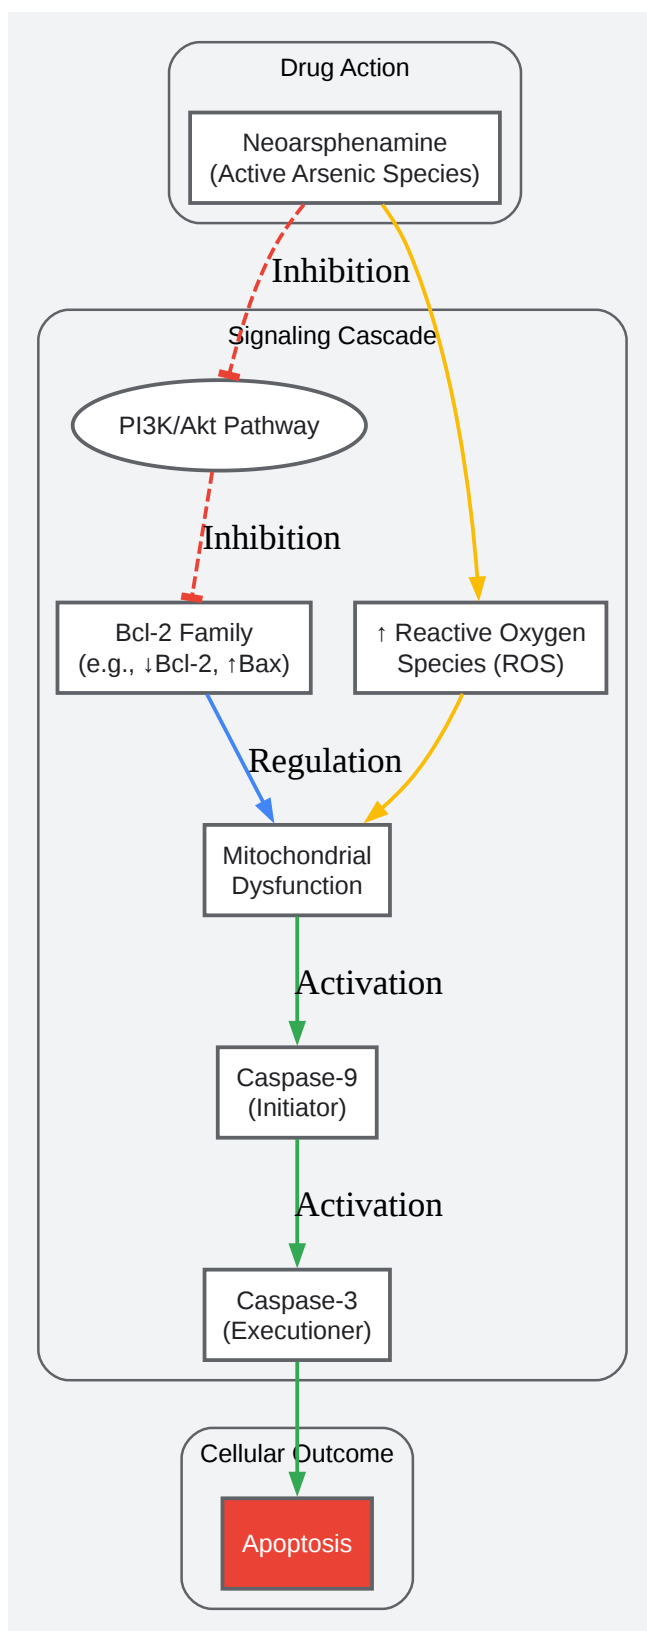 Drug Action
Neoarsphenamine
(Active Arsenic Species)
Inhibition
Signaling Cascade
PI3K/Akt Pathway
Inhibition
Bcl-2 Family
(e.g., ↓Bcl-2, ↑Bax)
↑ Reactive Oxygen
Species (ROS)
Regulation
Mitochondrial
Dysfunction
Activation
Caspase-9
(Initiator)
Activation
Caspase-3
(Executioner)
Cellular Outcome
Apoptosis